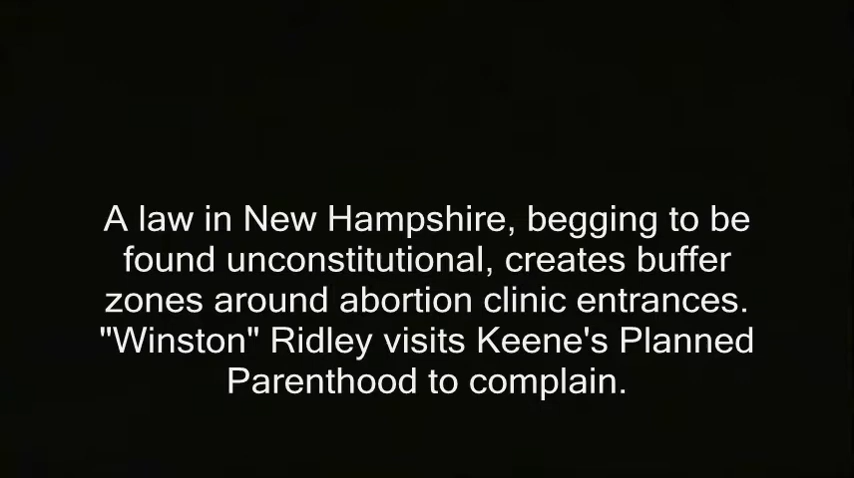 A law in New Hampshire, begging to be
found unconstitutional, creates buffer
zones around abortion clinic entrances.
"Winston" Ridley visits Keene's Planned
Parenthood to complain.